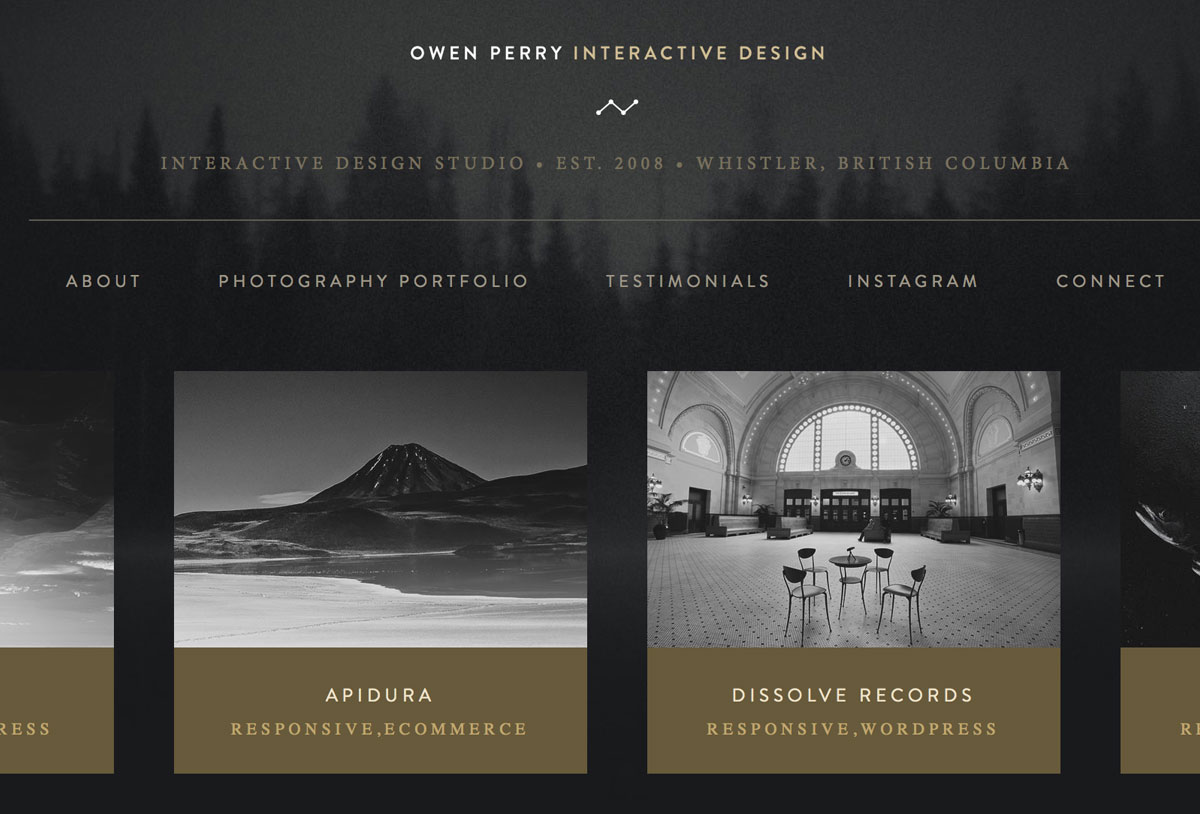 OWEN PERRY INTERACTIVE DESIGN
INTERACTIVE DESIGN STUDIO • EST. 2008 • WHISTLER, BRITISH COLUMBIA
ABOUT PHOTOGRAPHY PORTFOLIO TESTIMONIALS INSTAGRAM CONNECT
APIDURA
RESPONSIVE,ECOMMERCE
DISSOLVE RECORDS
RESPONSIVE,WORDPRESS